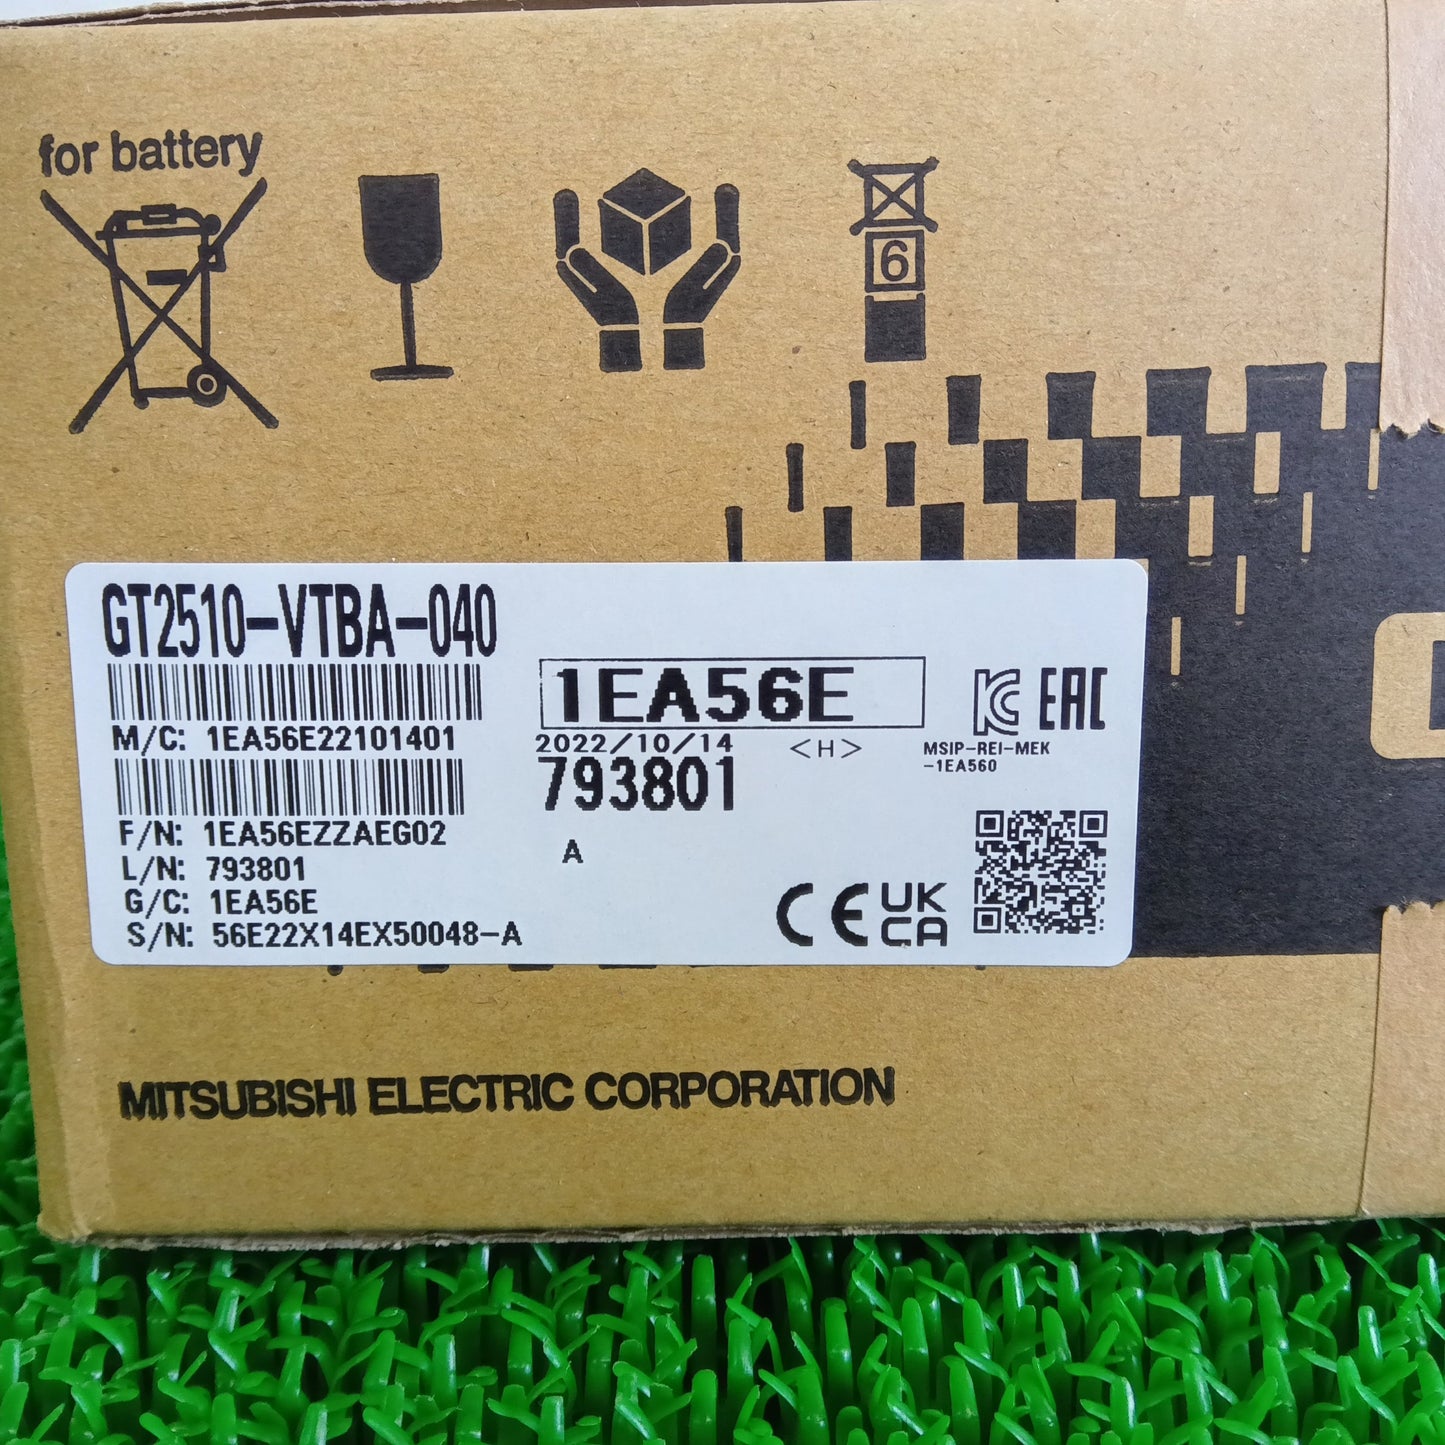 for battery
6
GT2510-VTBA-040
M/C: 1EA56E22101401
F/N: 1EA56EZZAEG02
L/N: 793801
G/C: 1EA56E
S/N: 56E22X14EX50048-A
1EA56E
2022/10/14 <H>
793801
A
KC EAC
MSIP-REI-MEK
-1EA560
CE UK
CA
MITSUBISHI ELECTRIC CORPORATION